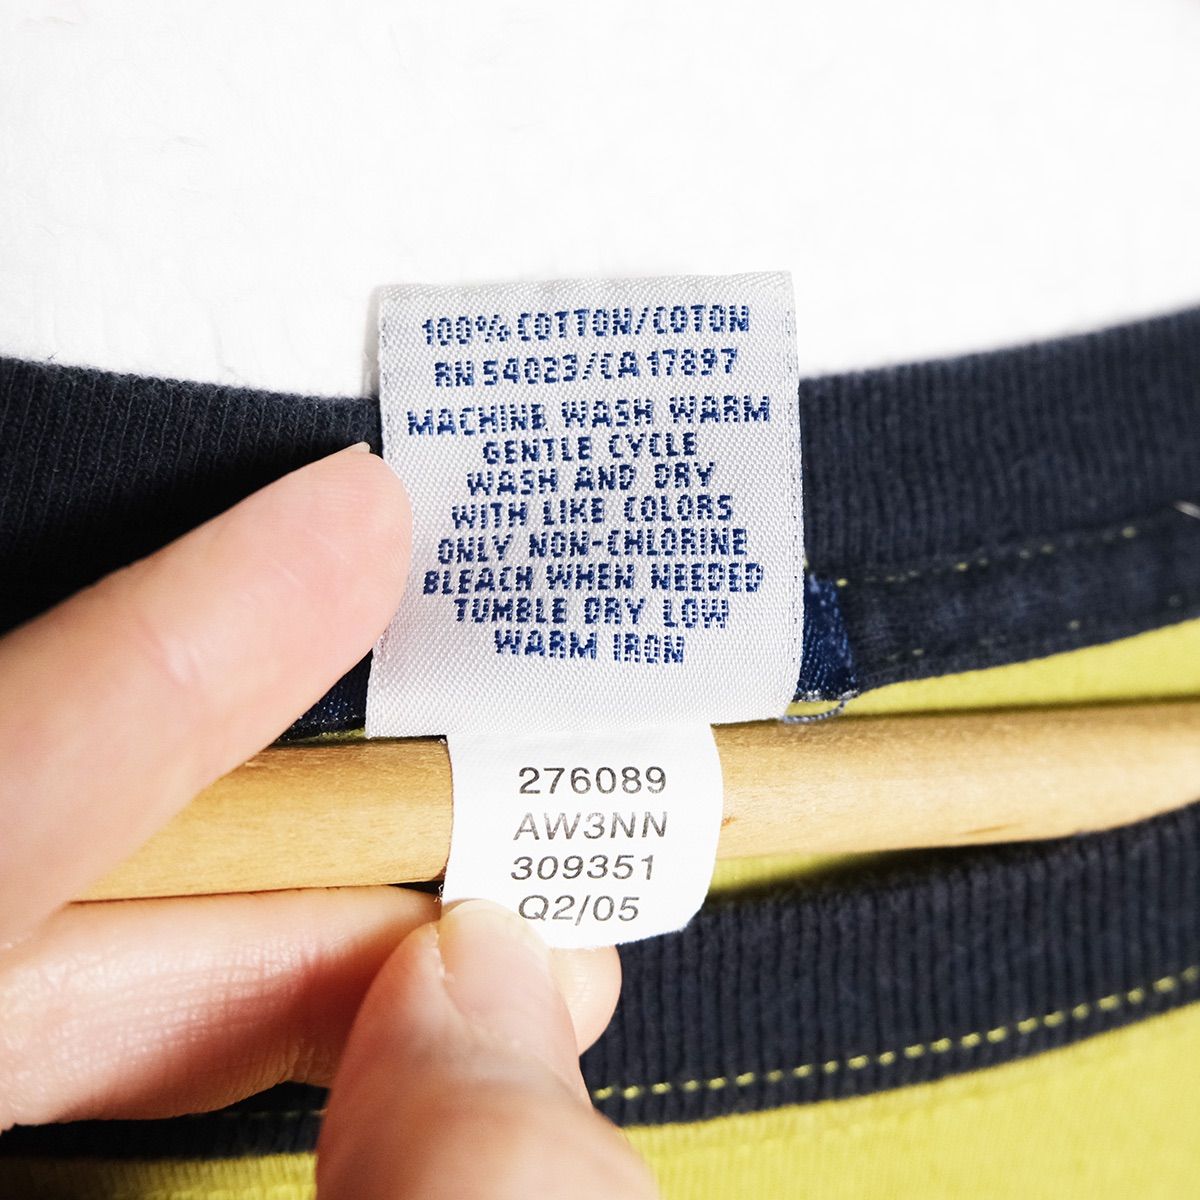 100% COTTON/COTON
RN 54023/CA 17897
MACHINE WASH WARM
GENTLE CYCLE
WASH AND DRY
WITH LIKE COLORS
ONLY NON-CHLORINE
BLEACH WHEN NEEDED
TUMBLE DRY LOW
WARM IRON
276089
AW3NN
309351
Q2/05